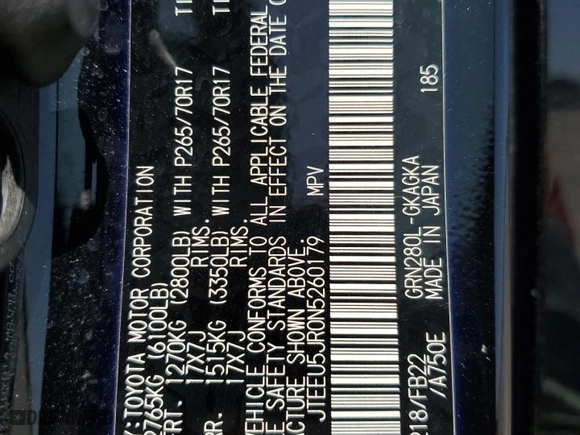 Y:TOYOTA MOTOR CORPORATION
2765KG (6100LB)
FRT. 1270KG (2800LB) WITH P265/70R17
17X7J RIMS.
RR. 1515KG (3350LB) WITH P265/70R17
17X7J RIMS.
VEHICLE CONFORMS TO ALL APPLICABLE FEDERAL
LE SAFETY STANDARDS IN EFFECT ON THE DATE O
ACTURE SHOWN ABOVE.
JTEEU5JR0N5260179 MPV
218/FB22 GRN280L-GKAGKA 185
/A750E MADE IN JAPAN